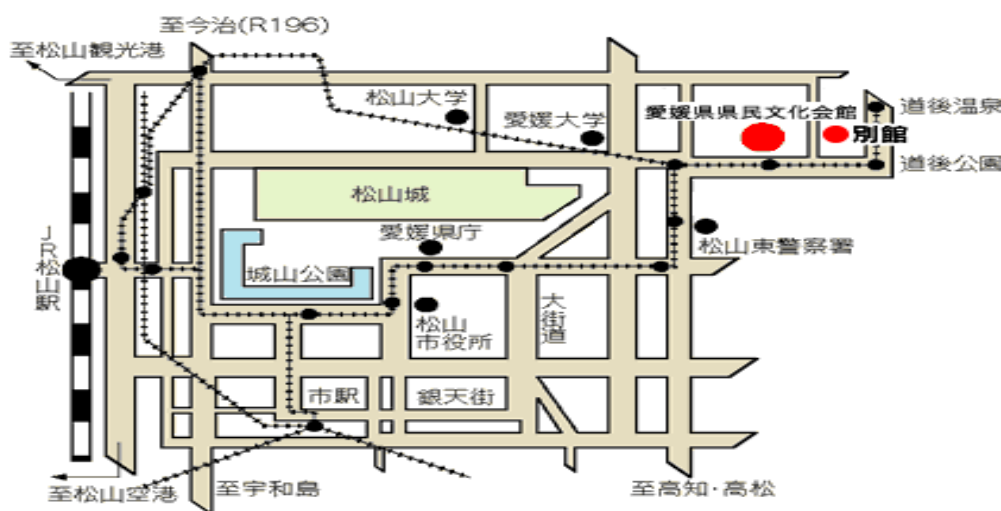 至今治(R196)
至松山観光港
松山大学
愛媛大学
愛媛県県民文化会館
別館
道後温泉
道後公園
松山城
愛媛県庁
松山東警察署
JR松山駅
城山公園
大街道
松山
市役所
市駅
銀天街
至松山空港
至宇和島
至高知・高松